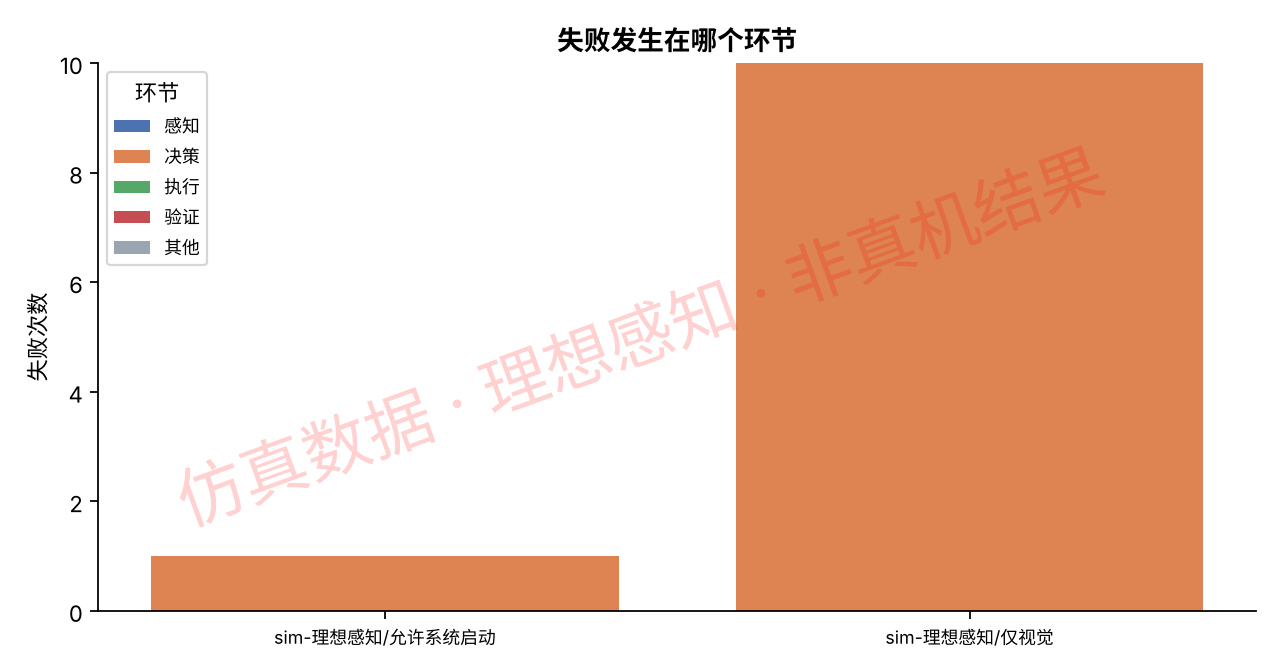 失败发生在哪个环节
10
8
6
4
2
0
失败次数
环节
感知
决策
执行
验证
其他
仿真数据 · 理想感知 · 非真机结果
sim-理想感知/允许系统启动
sim-理想感知/仅视觉